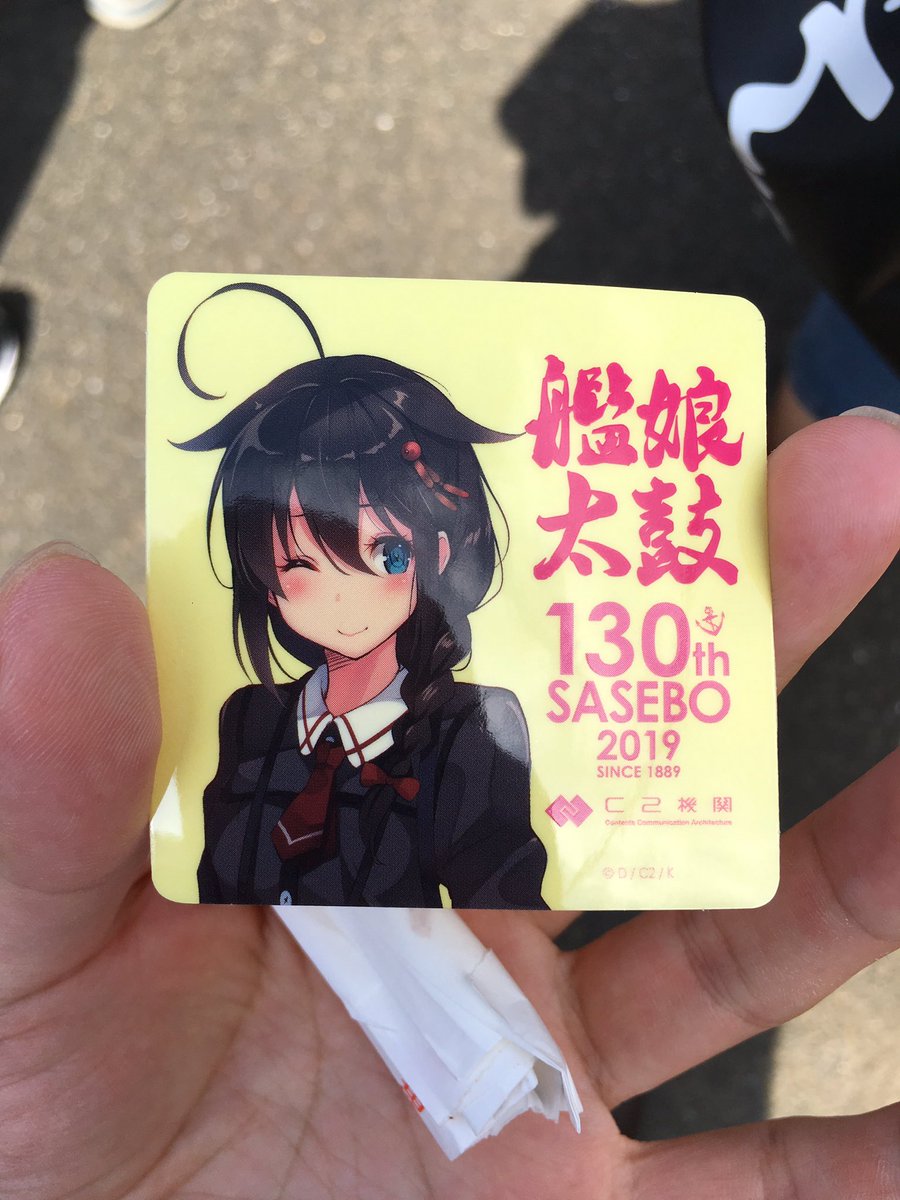 艦娘
太鼓
130th
SASEBO
2019
SINCE 1889
C2機関
Contents Communication Architecture
© D / C2 / K